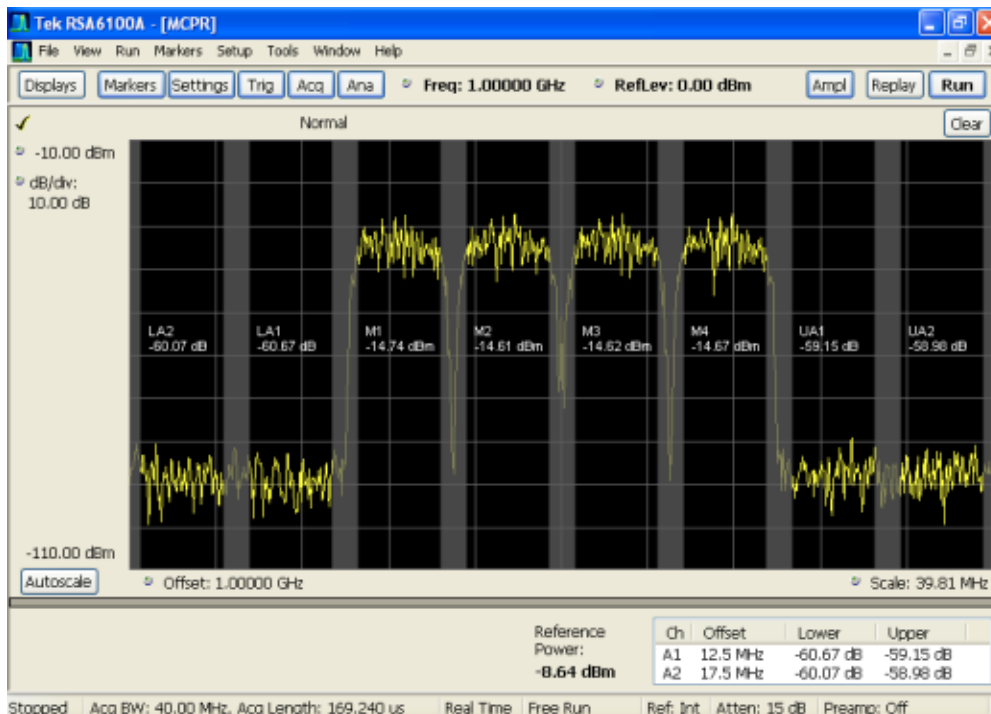 Tek RSA6100A - [MCPR]
File View Run Markers Setup Tools Window Help
Displays Markers Settings Trig Acq Ana Freq: 1.00000 GHz RefLev: 0.00 dBm Ampl Replay Run
Normal Clear
-10.00 dBm
dB/div:
10.00 dB
LA2 LA1 M1 M2 M3 M4 UA1 UA2
-60.07 dB -60.67 dB -14.74 dBm -14.61 dBm -14.62 dBm -14.67 dBm -59.15 dB -58.98 dB
-110.00 dBm
Autoscale Offset: 1.00000 GHz Scale: 39.81 MHz
Reference
Power:
-8.64 dBm
Ch Offset Lower Upper
A1 12.5 MHz -60.67 dB -59.15 dB
A2 17.5 MHz -60.07 dB -58.98 dB
Stopped Acq BW: 40.00 MHz, Acq Length: 169.240 us Real Time Free Run Ref: Int Atten: 15 dB Preamp: Off